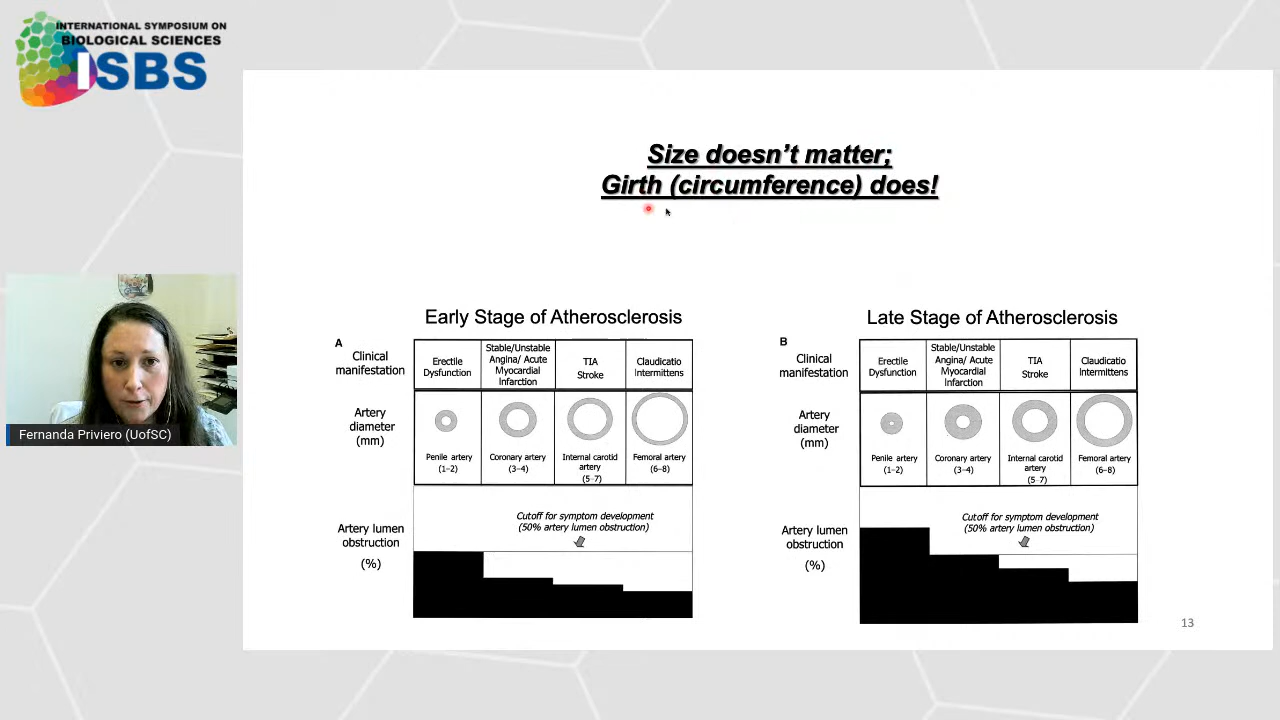 INTERNATIONAL SYMPOSIUM ON
BIOLOGICAL SCIENCES
ISBS
Size doesn't matter;
Girth (circumference) does!
Fernanda Priviero (UofSC)
Early Stage of Atherosclerosis
A
Clinical
manifestation
Erectile
Dysfunction
Stable/Unstable
Angina/ Acute
Myocardial
Infarction
TIA
Stroke
Claudicatio
Intermittens
Artery
diameter
(mm)
Penile artery
(1-2)
Coronary artery
(3-4)
Internal carotid
artery
(5-7)
Femoral artery
(6-8)
Artery lumen
obstruction
(%)
Cutoff for symptom development
(50% artery lumen obstruction)
Late Stage of Atherosclerosis
B
Clinical
manifestation
Erectile
Dysfunction
Stable/Unstable
Angina/ Acute
Myocardial
Infarction
TIA
Stroke
Claudicatio
Intermittens
Artery
diameter
(mm)
Penile artery
(1-2)
Coronary artery
(3-4)
Internal carotid
artery
(5-7)
Femoral artery
(6-8)
Artery lumen
obstruction
(%)
Cutoff for symptom development
(50% artery lumen obstruction)
13